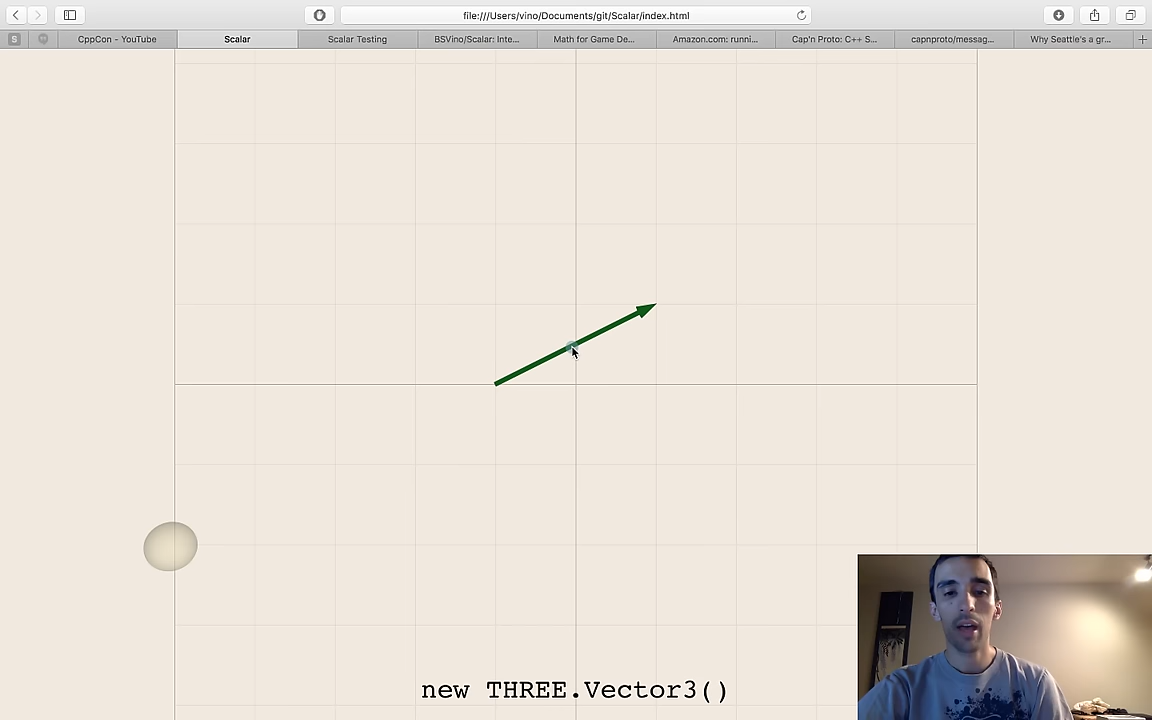 file:///Users/vino/Documents/git/Scalar/index.html
S
CppCon - YouTube
Scalar
Scalar Testing
BSVino/Scalar: Inte...
Math for Game De...
Amazon.com: runni...
Cap'n Proto: C++ S...
capnproto/messag...
Why Seattle's a gr...
new THREE.Vector3()